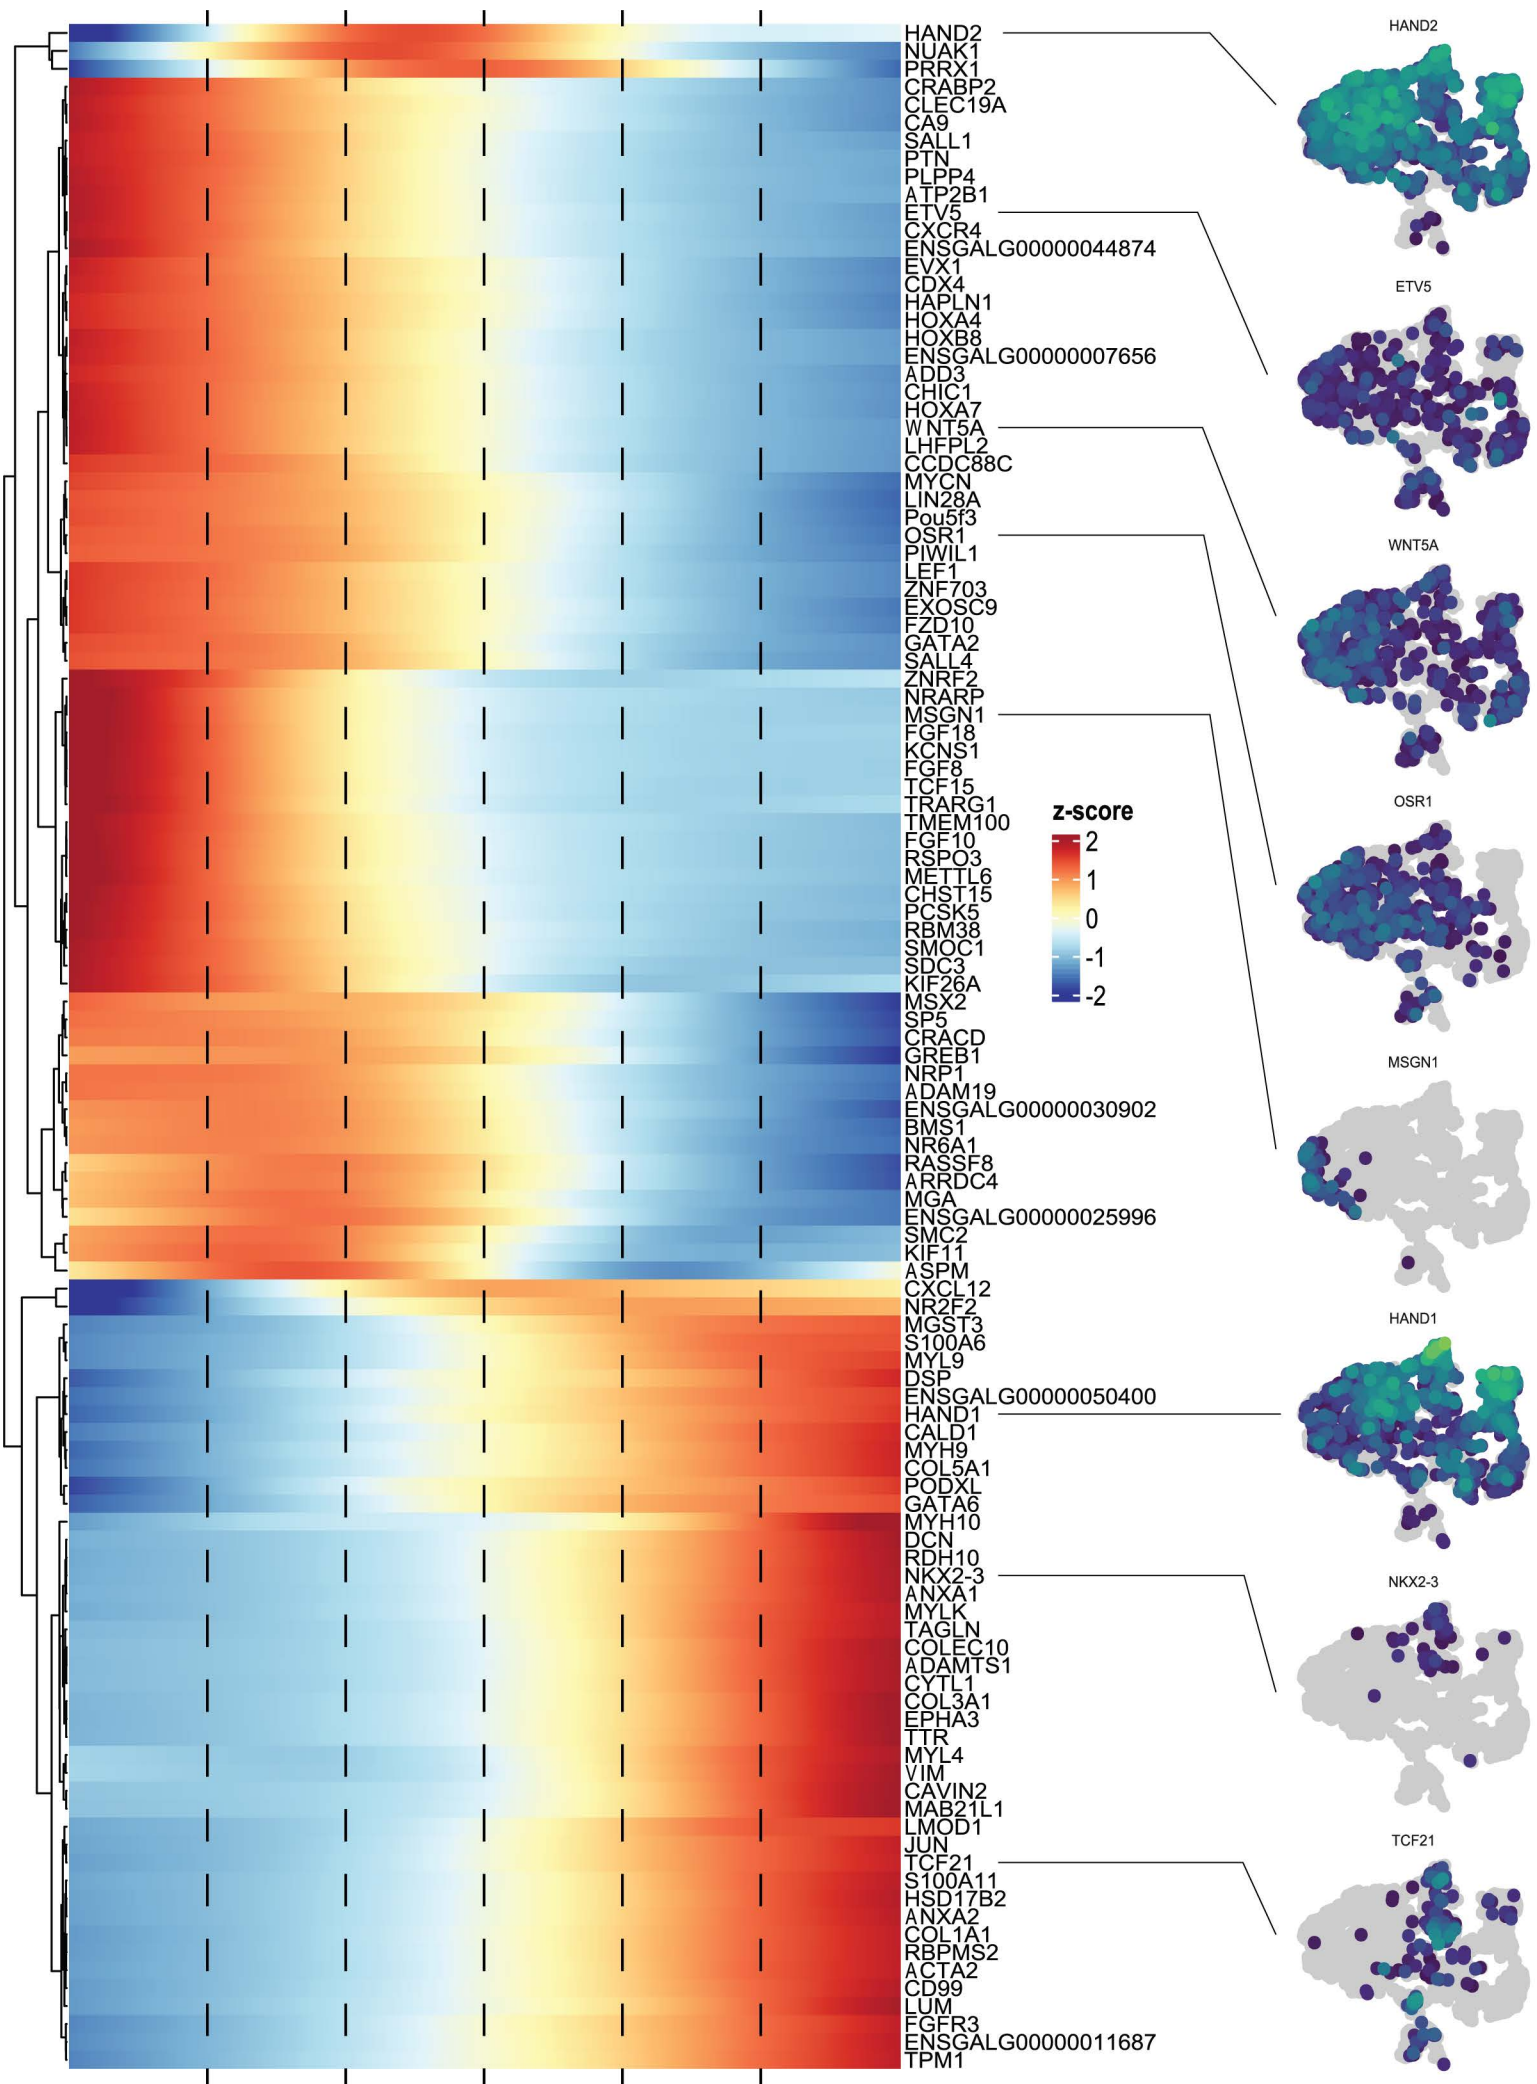 HAND2
NUAK1
PRRX1
CRABP2
CLEC19A
CA9
SALL1
PTN
PLPP4
ATP2B1
ETV5
CXCR4
ENSGALG00000044874
EVX1
CDX4
HAPLN1
HOXA4
HOXB8
ENSGALG00000007656
ADD3
CHIC1
HOXA7
WNT5A
LHFPL2
CCDC88C
MYCN
LIN28A
Pou5f3
OSR1
PIWIL1
LEF1
ZNF703
EXOSC9
FZD10
GATA2
SALL4
ZNRF2
NRARP
MSGN1
FGF18
KCNS1
FGF8
TCF15
TRARG1
TMEM100
FGF10
RSPO3
METTL6
CHST15
PCSK5
RBM38
SMOC1
SDC3
KIF26A
MSX2
SP5
CRACD
GREB1
NRP1
ADAM19
ENSGALG00000030902
BMS1
NR6A1
RASSF8
ARRDC4
MGA
ENSGALG00000025996
SMC2
KIF11
ASPM
CXCL12
NR2F2
MGST3
S100A6
MYL9
DSP
ENSGALG00000050400
HAND1
CALD1
MYH9
COL5A1
PODXL
GATA6
MYH10
DCN
RDH10
NKX2-3
ANXA1
MYLK
TAGLN
COLEC10
ADAMTS1
CYTL1
COL3A1
EPHA3
TTR
MYL4
VIM
CAVIN2
MAB21L1
LMOD1
JUN
TCF21
S100A11
HSD17B2
ANXA2
COL1A1
RBPMS2
ACTA2
CD99
LUM
FGFR3
ENSGALG00000011687
TPM1
z-score
2
1
0
-1
-2
HAND2
ETV5
WNT5A
OSR1
MSGN1
HAND1
NKX2-3
TCF21